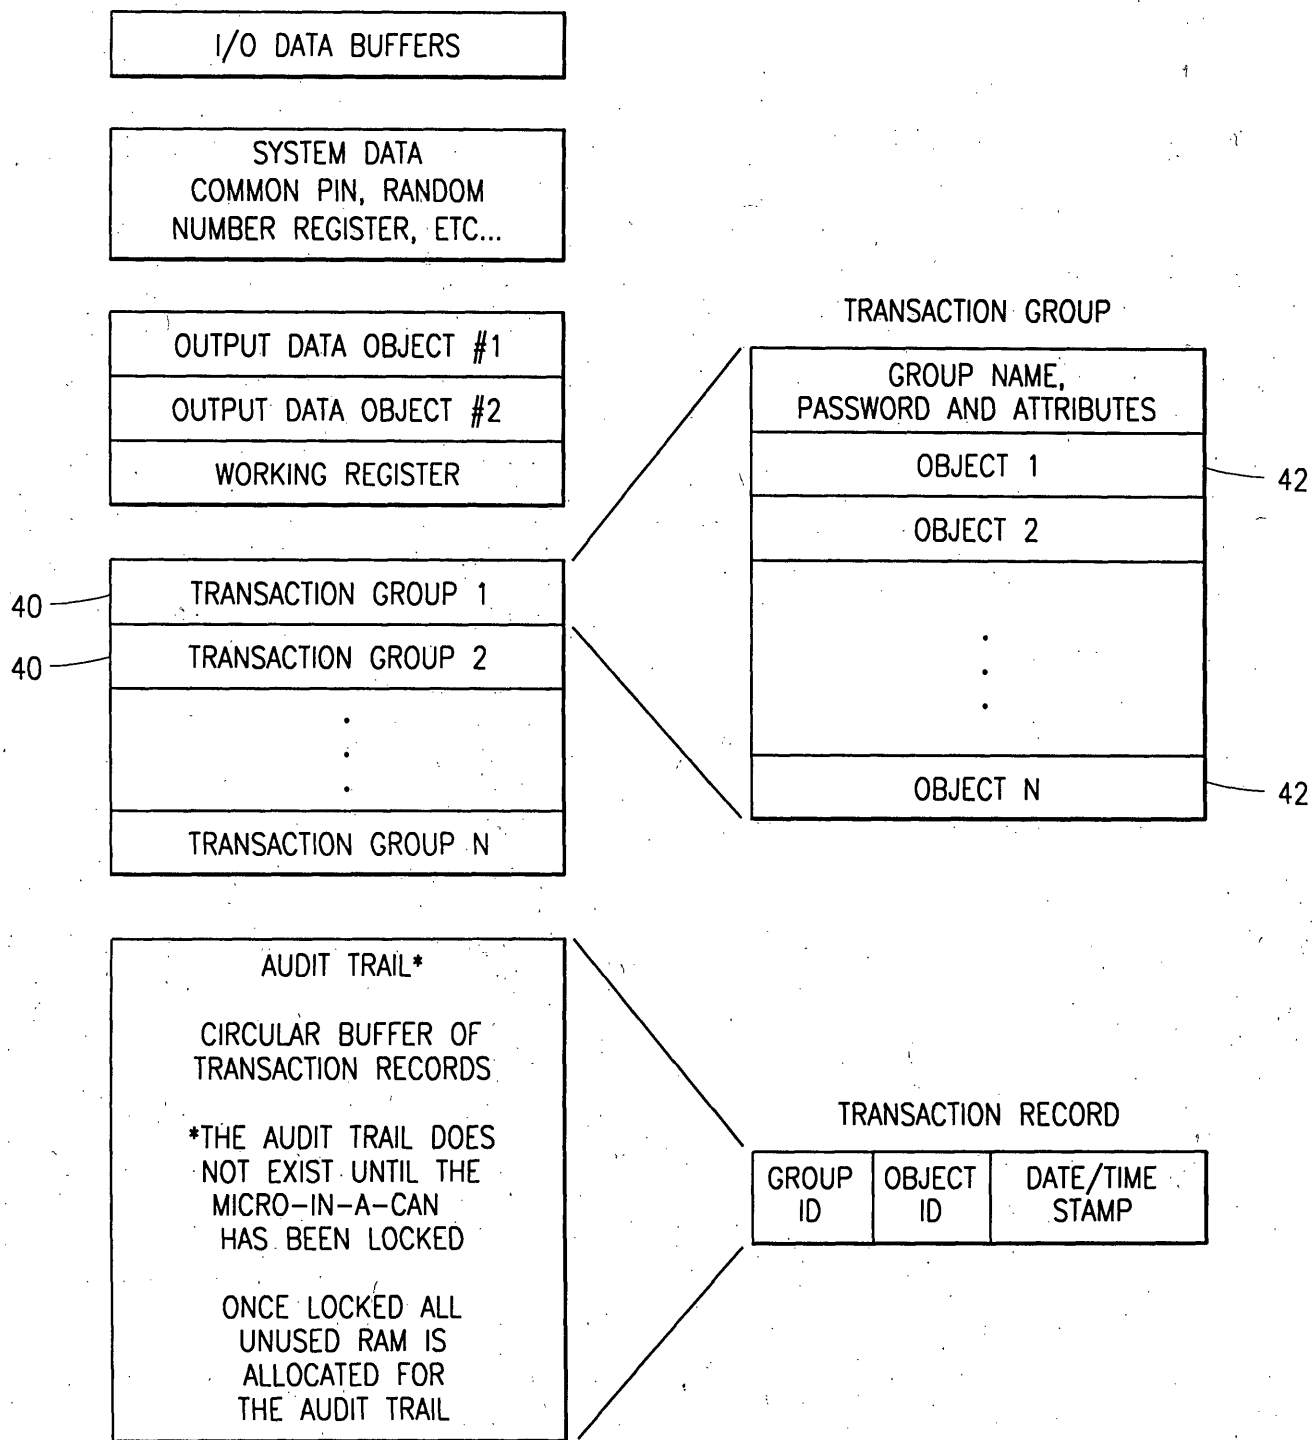 I/O DATA BUFFERS
SYSTEM DATA
COMMON PIN, RANDOM
NUMBER REGISTER, ETC...
OUTPUT DATA OBJECT #1
OUTPUT DATA OBJECT #2
WORKING REGISTER
40
TRANSACTION GROUP 1
40
TRANSACTION GROUP 2
TRANSACTION GROUP N
TRANSACTION GROUP
GROUP NAME,
PASSWORD AND ATTRIBUTES
OBJECT 1
42
OBJECT 2
OBJECT N
42
AUDIT TRAIL*
CIRCULAR BUFFER OF
TRANSACTION RECORDS
*THE AUDIT TRAIL DOES
NOT EXIST UNTIL THE
MICRO-IN-A-CAN
HAS BEEN LOCKED
ONCE LOCKED ALL
UNUSED RAM IS
ALLOCATED FOR
THE AUDIT TRAIL
TRANSACTION RECORD
GROUP
ID
OBJECT
ID
DATE/TIME
STAMP